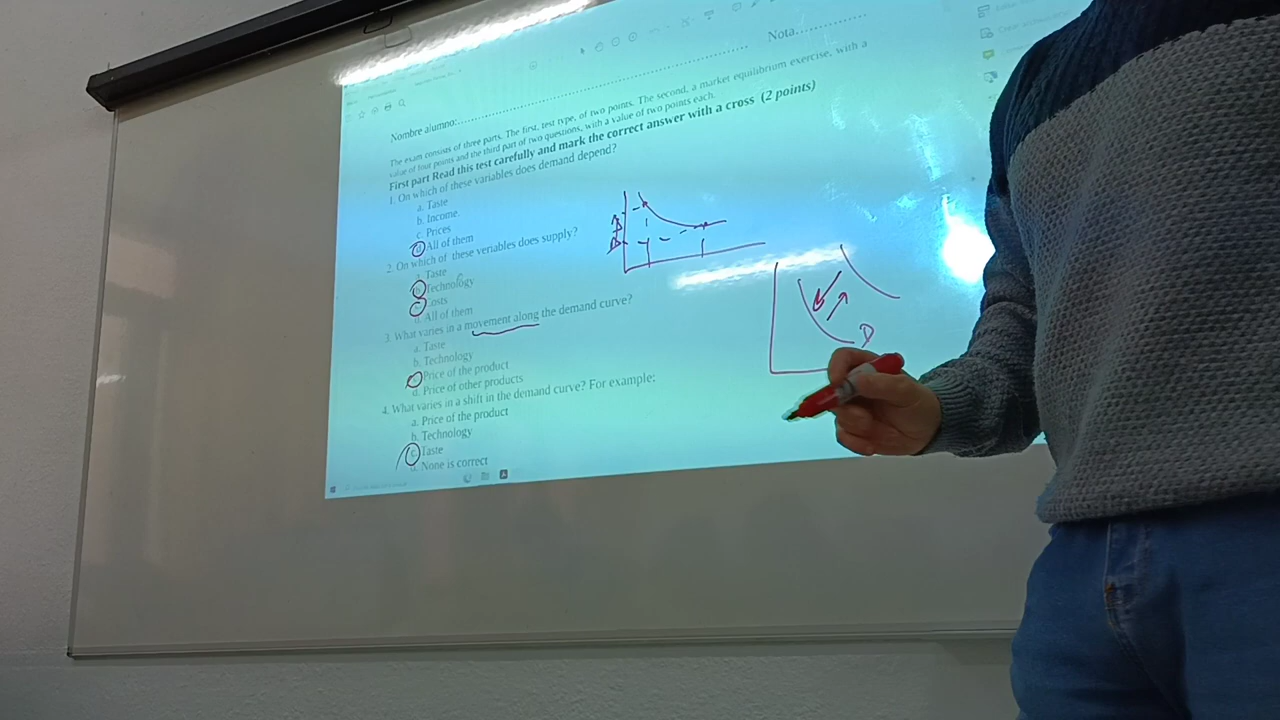 Nota..............
Nombre alumno:..............................................................
The exam consists of three parts. The first, test type, of two points. The second, a market equilibrium exercise, with a
value of four points and the third part of two questions, with a value of two points each.
First part Read this test carefully and mark the correct answer with a cross (2 points)
1. On which of these variables does demand depend?
a. Taste
b. Income.
c. Prices
d. All of them
2. On which of these veriables does supply?
a. Taste
b. Technology
c. Costs
d. All of them
3. What varies in a movement along the demand curve?
a. Taste
b. Technology
c. Price of the product
d. Price of other products
4. What varies in a shift in the demand curve? For example:
a. Price of the product
b. Technology
c. Taste
d. None is correct
D